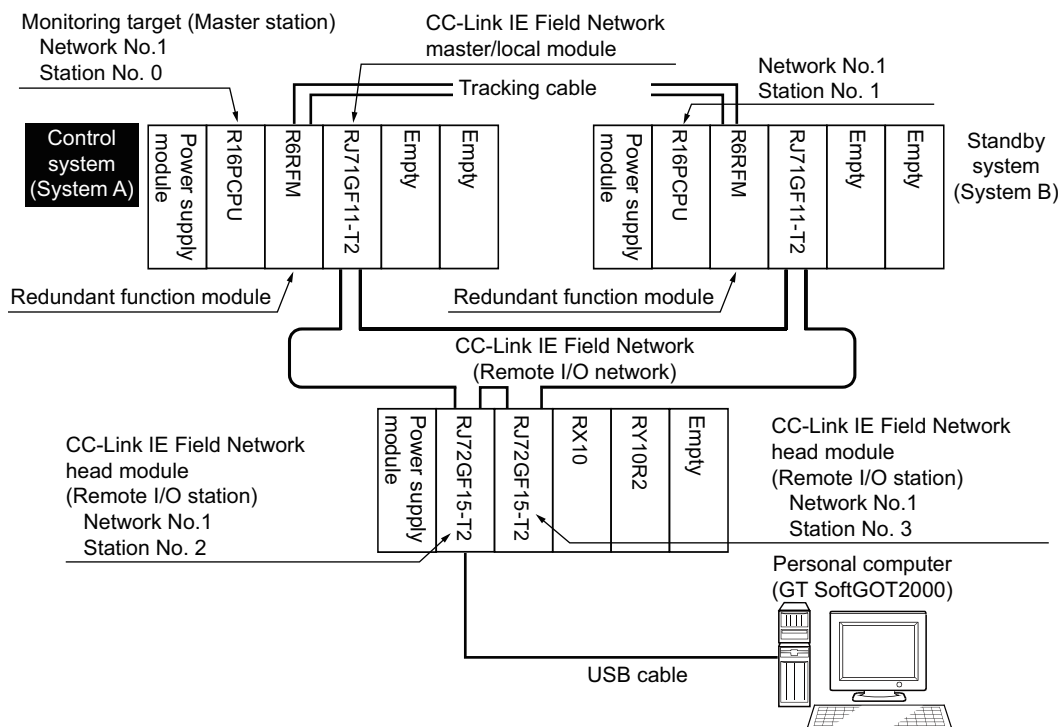 Monitoring target (Master station)
Network No.1
Station No. 0
CC-Link IE Field Network
master/local module
Tracking cable
Network No.1
Station No. 1
Control
system
(System A)
Power supply
module
R16PCPU
R6RFM
RJ71GF11-T2
Empty
Empty
Power supply
module
R16PCPU
R6RFM
RJ71GF11-T2
Empty
Empty
Standby
system
(System B)
Redundant function module
Redundant function module
CC-Link IE Field Network
(Remote I/O network)
CC-Link IE Field Network
head module
(Remote I/O station)
Network No.1
Station No. 2
Power supply
module
RJ72GF15-T2
RJ72GF15-T2
RX10
RY10R2
Empty
CC-Link IE Field Network
head module
(Remote I/O station)
Network No.1
Station No. 3
Personal computer
(GT SoftGOT2000)
USB cable